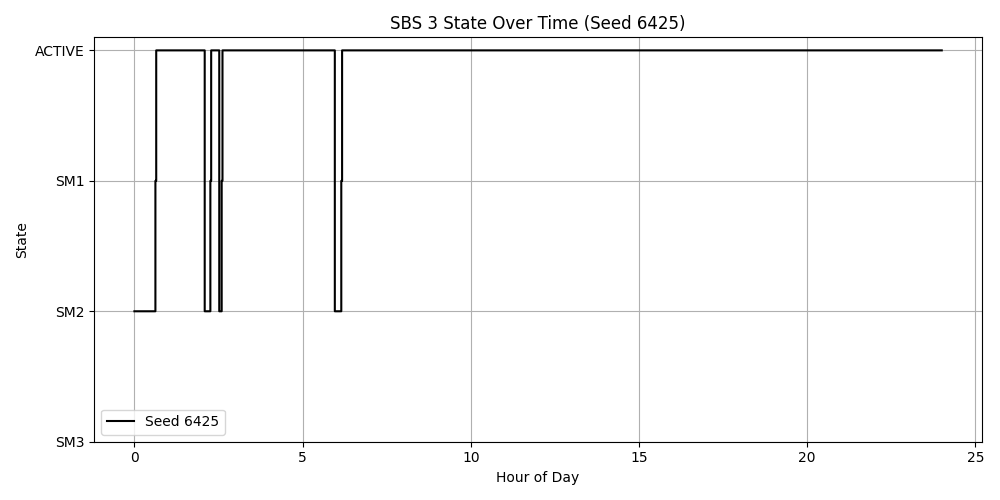 SBS 3 State Over Time (Seed 6425)
ACTIVE
SM1
SM2
SM3
State
Seed 6425
0 5 10 15 20 25
Hour of Day